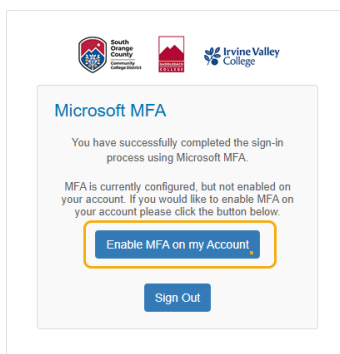 South
Orange
County
Community
College District
SADDLEBACK
COLLEGE
Irvine Valley
College
Microsoft MFA
You have successfully completed the sign-in
process using Microsoft MFA.
MFA is currently configured, but not enabled on
your account. If you would like to enable MFA on
your account please click the button below.
Enable MFA on my Account
Sign Out